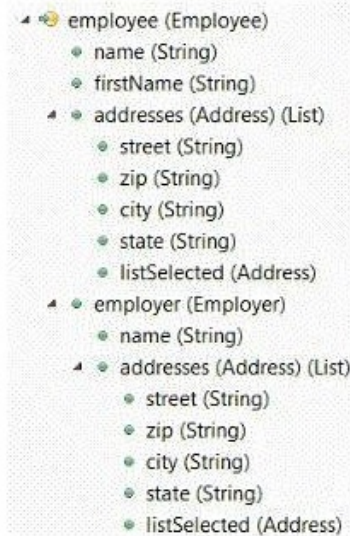 employee (Employee)
name (String)
firstName (String)
addresses (Address) (List)
street (String)
zip (String)
city (String)
state (String)
listSelected (Address)
employer (Employer)
name (String)
addresses (Address) (List)
street (String)
zip (String)
city (String)
state (String)
listSelected (Address)